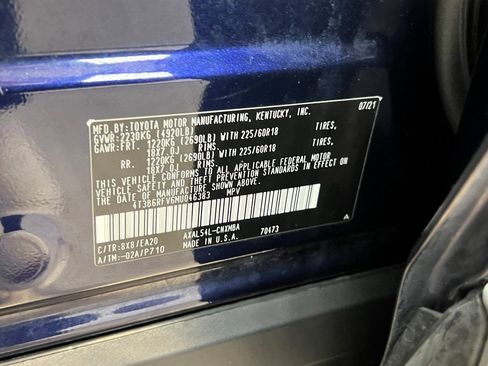 MFD.BY:TOYOTA MOTOR MANUFACTURING, KENTUCKY, INC. 07/21
GVWR:2230KG (4920LB)
GAWR:FRT. 1220KG (2690LB) WITH 225/60R18 TIRES,
18X7.0J RIMS.
RR. 1220KG (2690LB) WITH 225/60R18 TIRES,
18X7.0J RIMS.
THIS VEHICLE CONFORMS TO ALL APPLICABLE FEDERAL MOTOR
VEHICLE SAFETY AND THEFT PREVENTION STANDARDS IN EFFECT ON
THE DATE OF MANUFACTURE SHOWN ABOVE.
4T3B6RFV6MU046383 MPV
C/TR:8X8/EA20 AXAL54L-CNXMBA A
A/TM:-02A/P710 MADE IN U.S.A. 70473